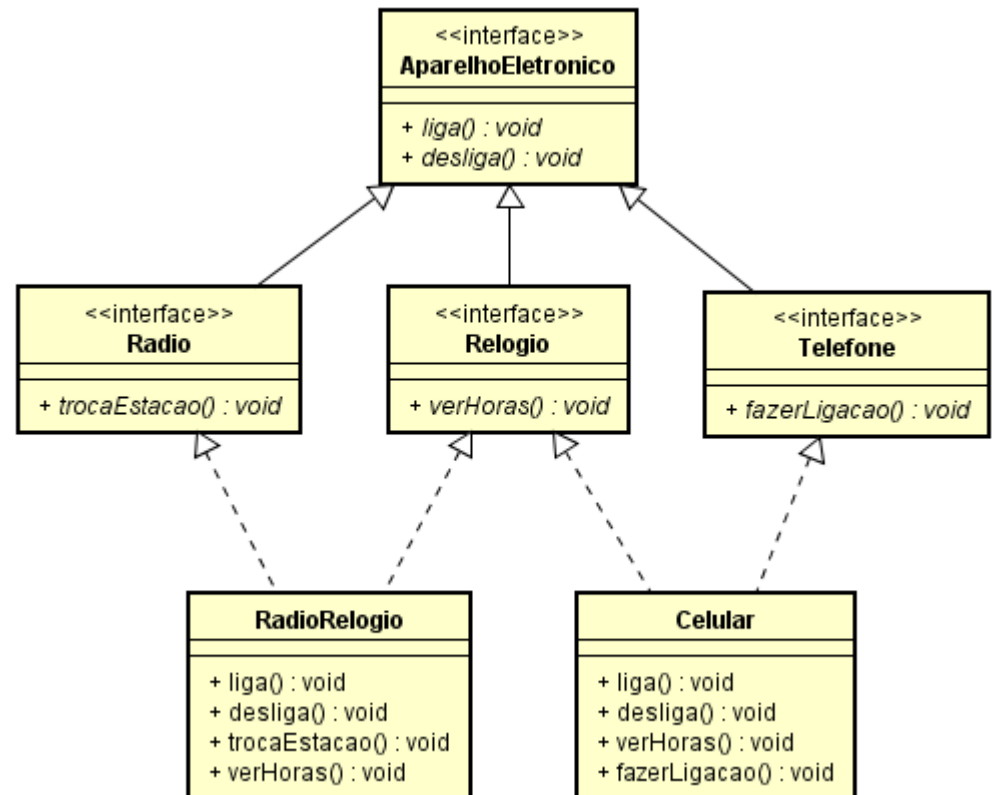 <<interface>>
AparelhoEletronico
+ liga() : void
+ desliga() : void
<<interface>>
Radio
+ trocaEstacao() : void
<<interface>>
Relogio
+ verHoras() : void
<<interface>>
Telefone
+ fazerLigacao() : void
RadioRelogio
+ liga() : void
+ desliga() : void
+ trocaEstacao() : void
+ verHoras() : void
Celular
+ liga() : void
+ desliga() : void
+ verHoras() : void
+ fazerLigacao() : void